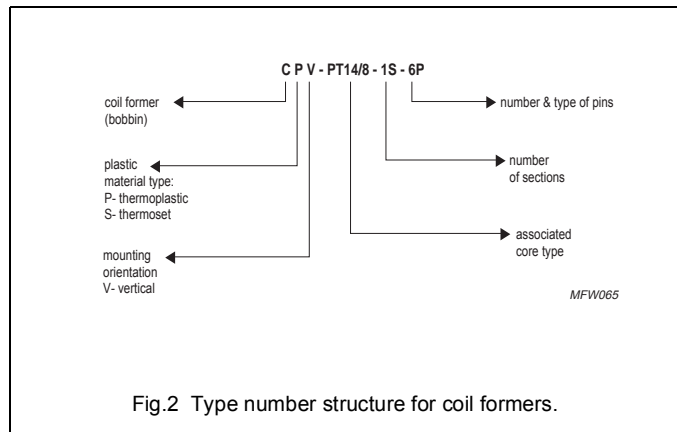 C P V - PT14/8 - 1S - 6P
coil former
(bobbin)
plastic
material type:
P- thermoplastic
S- thermoset
mounting
orientation
V- vertical
number & type of pins
number
of sections
associated
core type
MFW065
Fig.2 Type number structure for coil formers.